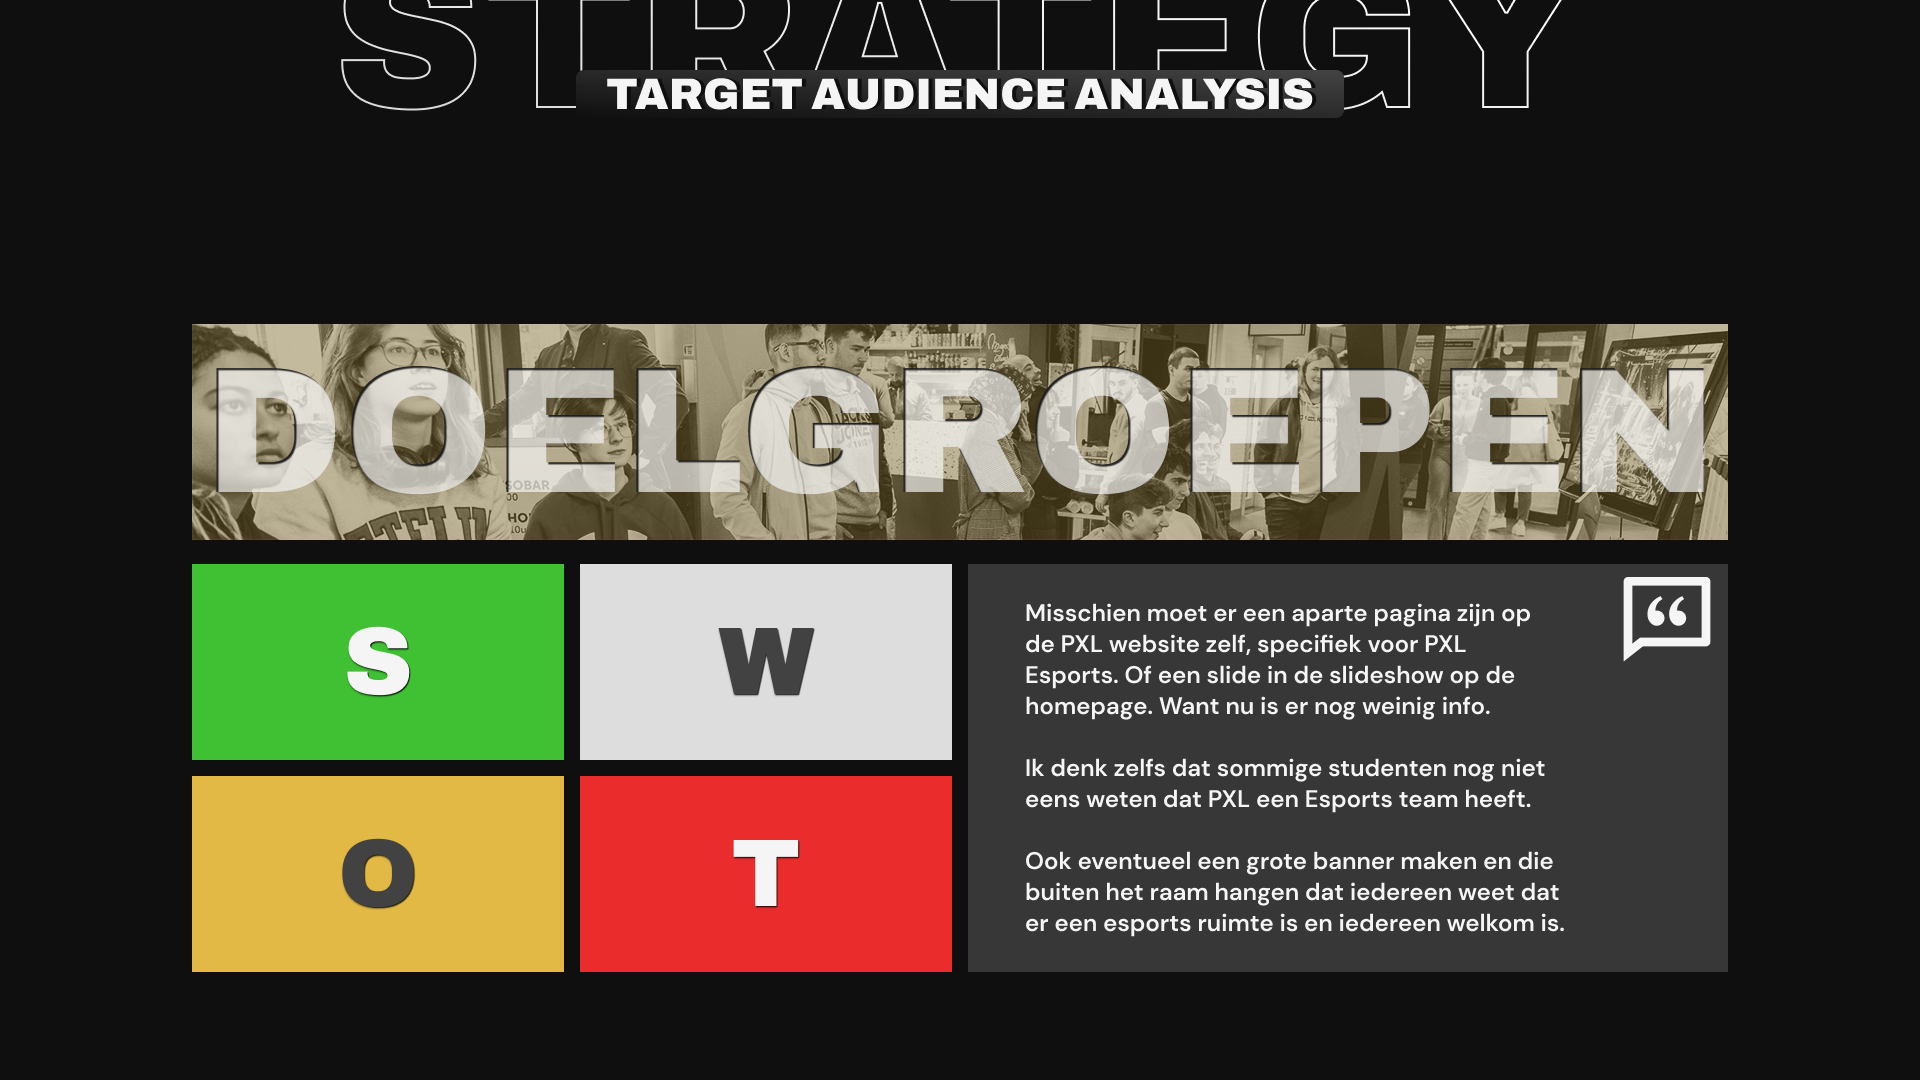 STRATEGY
TARGET AUDIENCE ANALYSIS
DOELGROEPEN
S
W
O
T
Misschien moet er een aparte pagina zijn op
de PXL website zelf, specifiek voor PXL
Esports. Of een slide in de slideshow op de
homepage. Want nu is er nog weinig info.
Ik denk zelfs dat sommige studenten nog niet
eens weten dat PXL een Esports team heeft.
Ook eventueel een grote banner maken en die
buiten het raam hangen dat iedereen weet dat
er een esports ruimte is en iedereen welkom is.